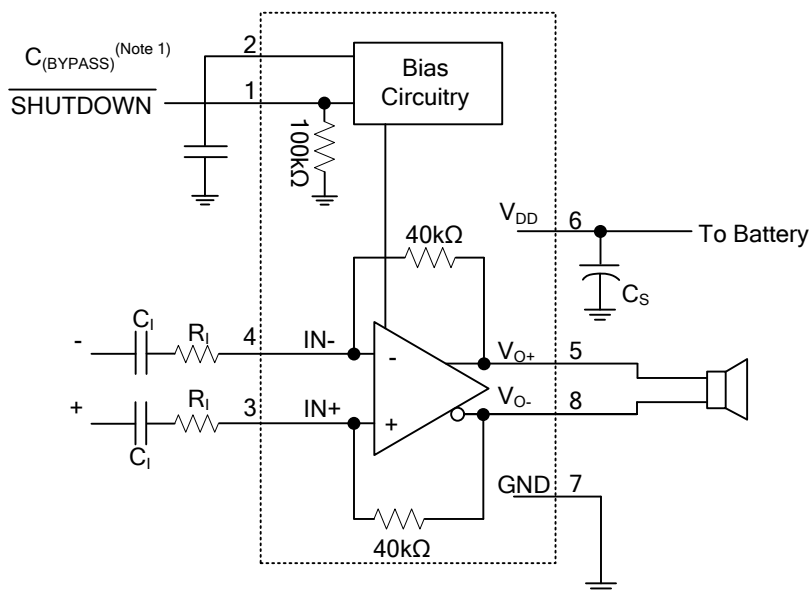 C(BYPASS)(Note 1)
2
Bias
Circuitry
SHUTDOWN
1
100kΩ
VDD
6
To Battery
CS
40kΩ
-
CI
RI
4
IN-
-
VO+
5
+
CI
RI
3
IN+
+
VO-
8
GND
7
40kΩ